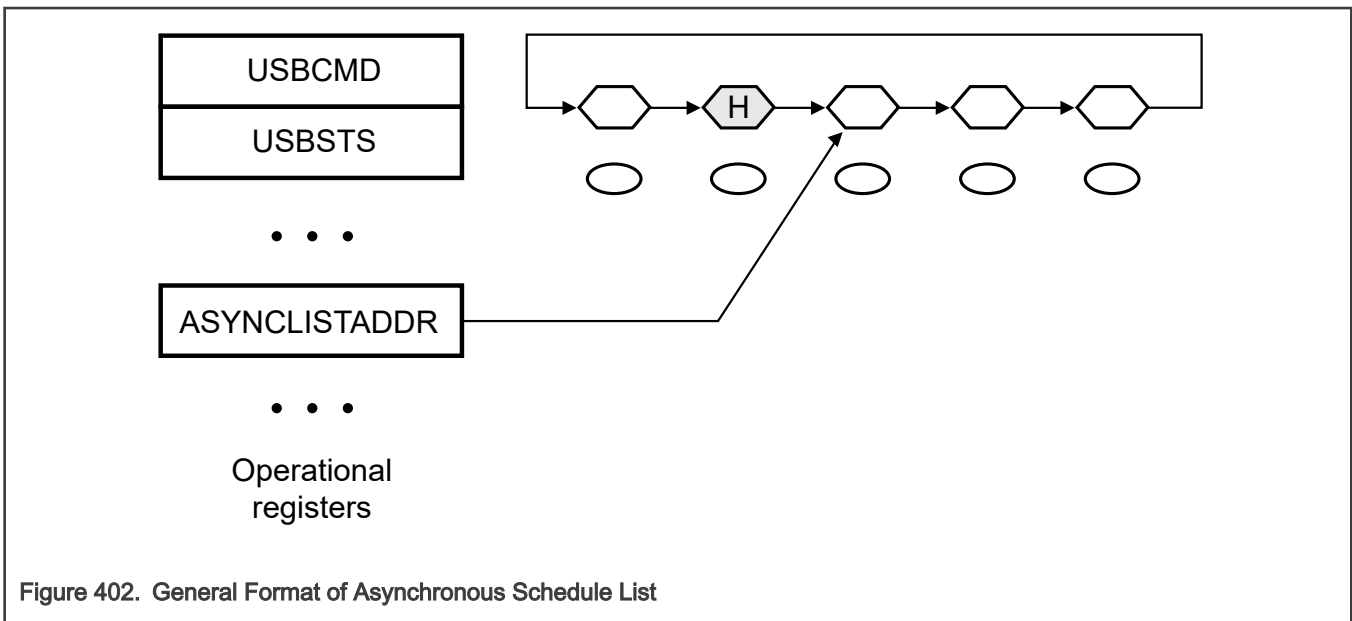 USBCMD
USBSTS
H
• • •
ASYNCLISTADDR
• • •
Operational
registers
Figure 402. General Format of Asynchronous Schedule List